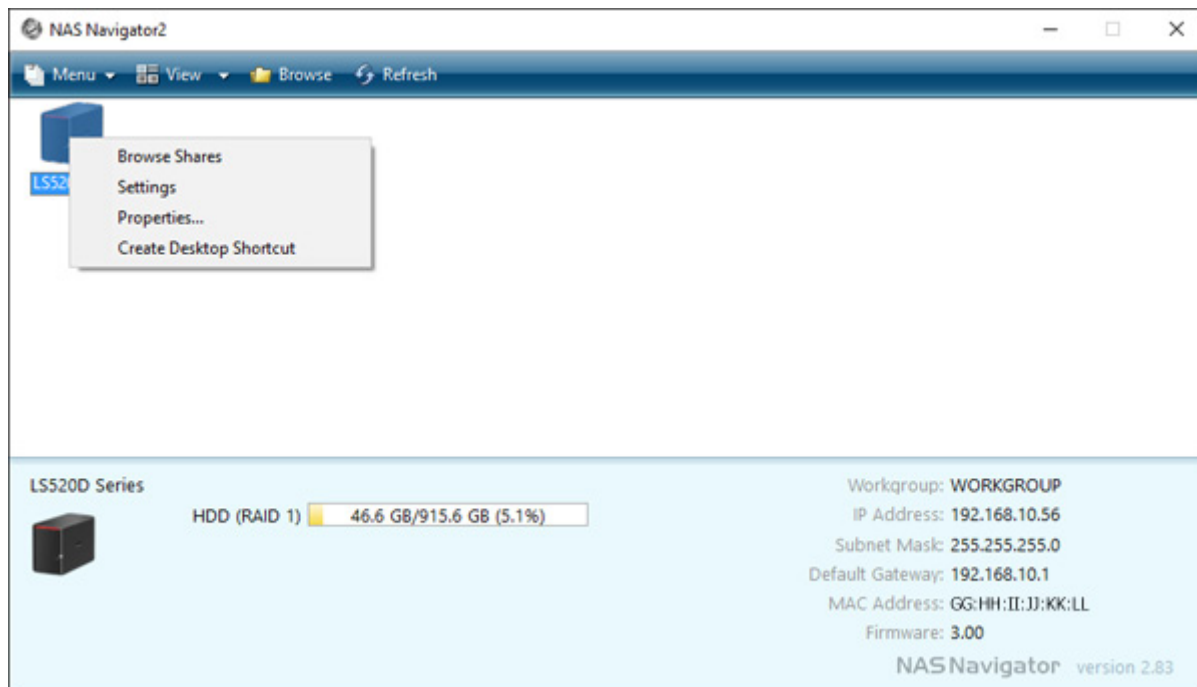 NAS Navigator2
Menu View Browse Refresh
LS520
Browse Shares
Settings
Properties...
Create Desktop Shortcut
LS520D Series
HDD (RAID 1) 46.6 GB/915.6 GB (5.1%)
Workgroup: WORKGROUP
IP Address: 192.168.10.56
Subnet Mask: 255.255.255.0
Default Gateway: 192.168.10.1
MAC Address: GG:HH:II:JJ:KK:LL
Firmware: 3.00
NAS Navigator version 2.83